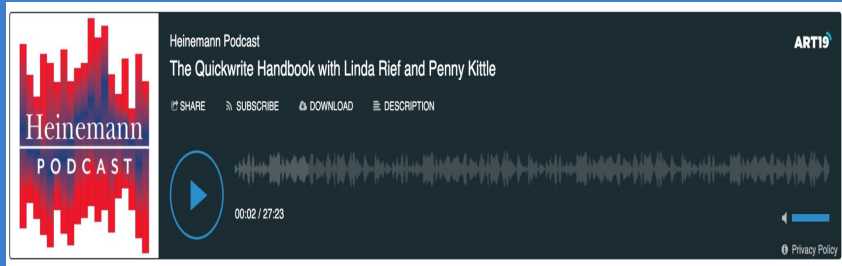 Heinemann
PODCAST
Heinemann Podcast
ART19
The Quickwrite Handbook with Linda Rief and Penny Kittle
SHARE SUBSCRIBE DOWNLOAD DESCRIPTION
00:02 / 27:23
Privacy Policy